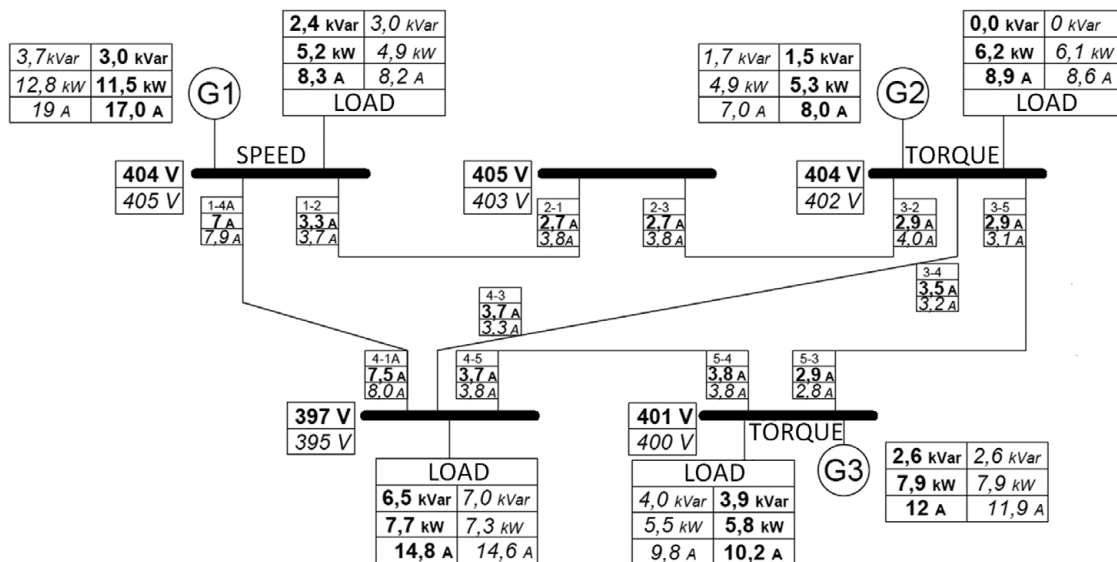 2,4 kVar 3,0 kVar
5,2 kW 4,9 kW
8,3 A 8,2 A
LOAD
0,0 kVar 0 kVar
6,2 kW 6,1 kW
8,9 A 8,6 A
LOAD
3,7 kVar 3,0 kVar
12,8 kW 11,5 kW
19 A 17,0 A
G1
1,7 kVar 1,5 kVar
4,9 kW 5,3 kW
7,0 A 8,0 A
G2
SPEED
TORQUE
404 V
405 V
405 V
403 V
404 V
402 V
1-4A
7 A
7,9 A
1-2
3,3 A
3,7 A
2-1
2,7 A
3,8 A
2-3
2,7 A
3,8 A
3-2
2,9 A
4,0 A
3-5
2,9 A
3,1 A
3-4
3,5 A
3,2 A
4-3
3,7 A
3,3 A
4-1A
7,5 A
8,0 A
4-5
3,7 A
3,8 A
5-4
3,8 A
3,8 A
5-3
2,9 A
2,8 A
397 V
395 V
401 V
400 V
TORQUE
G3
2,6 kVar 2,6 kVar
7,9 kW 7,9 kW
12 A 11,9 A
LOAD
6,5 kVar 7,0 kVar
7,7 kW 7,3 kW
14,8 A 14,6 A
LOAD
4,0 kVar 3,9 kVar
5,5 kW 5,8 kW
9,8 A 10,2 A